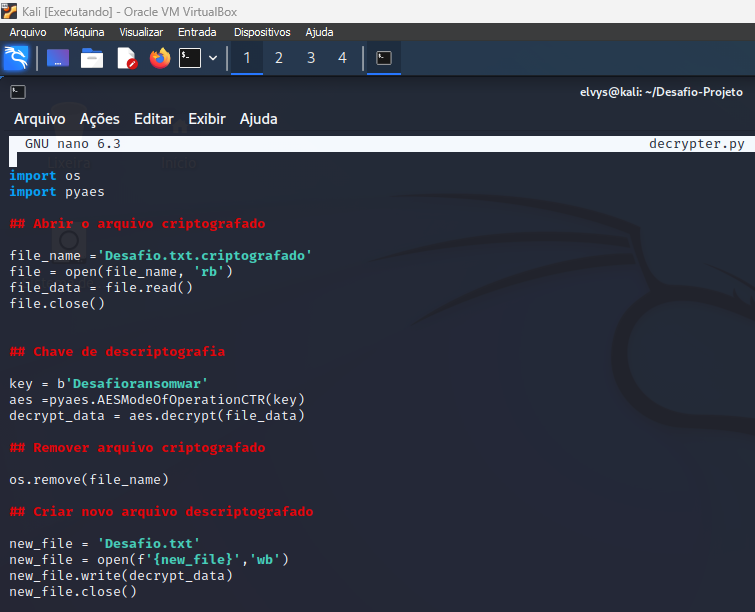 Kali [Executando] - Oracle VM VirtualBox
Arquivo Máquina Visualizar Entrada Dispositivos Ajuda
1 2 3 4
elvys@kali: ~/Desafio-Projeto
Arquivo Ações Editar Exibir Ajuda
GNU nano 6.3 decrypter.py
import os
import pyaes
## Abrir o arquivo criptografado
file_name ='Desafio.txt.criptografado'
file = open(file_name, 'rb')
file_data = file.read()
file.close()
## Chave de descriptografia
key = b'Desafioransomwar'
aes =pyaes.AESModeOfOperationCTR(key)
decrypt_data = aes.decrypt(file_data)
## Remover arquivo criptografado
os.remove(file_name)
## Criar novo arquivo descriptografado
new_file = 'Desafio.txt'
new_file = open(f'{new_file}','wb')
new_file.write(decrypt_data)
new_file.close()